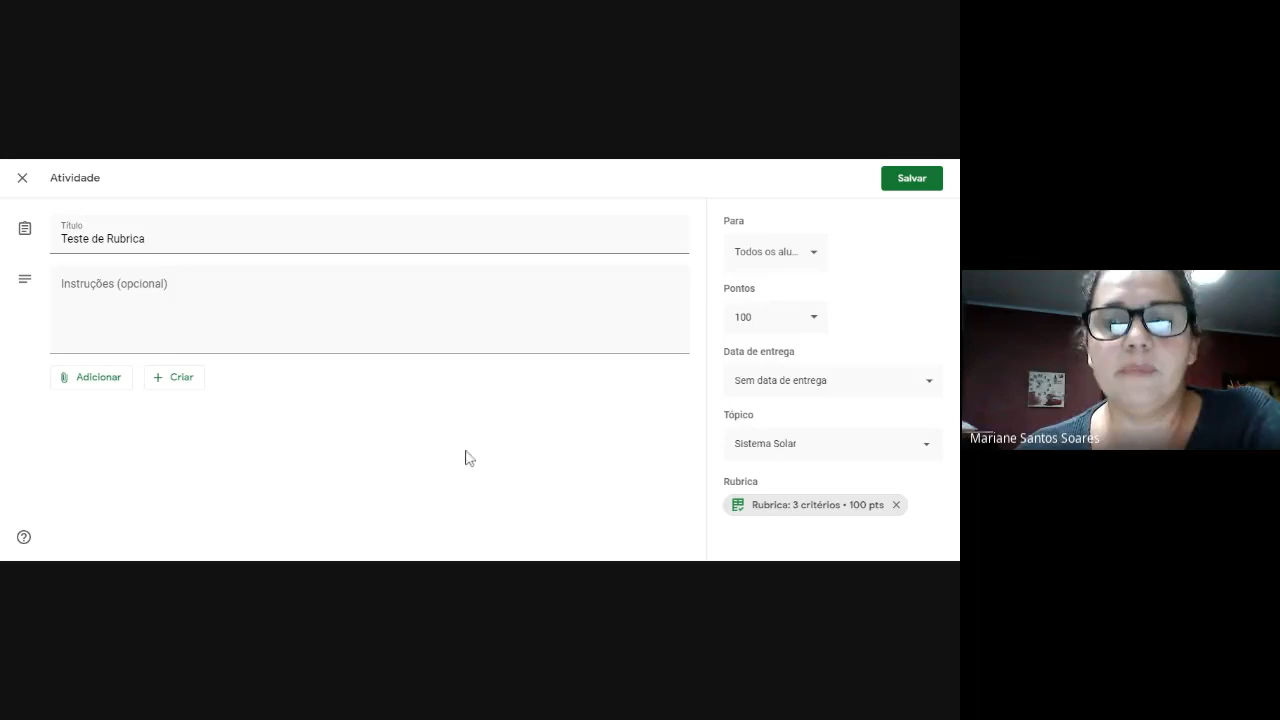 Atividade
Salvar
Título
Teste de Rubrica
Instruções (opcional)
Adicionar
Criar
Para
Todos os alu...
Pontos
100
Data de entrega
Sem data de entrega
Tópico
Sistema Solar
Rubrica
Rubrica: 3 critérios • 100 pts
Mariane Santos Soares